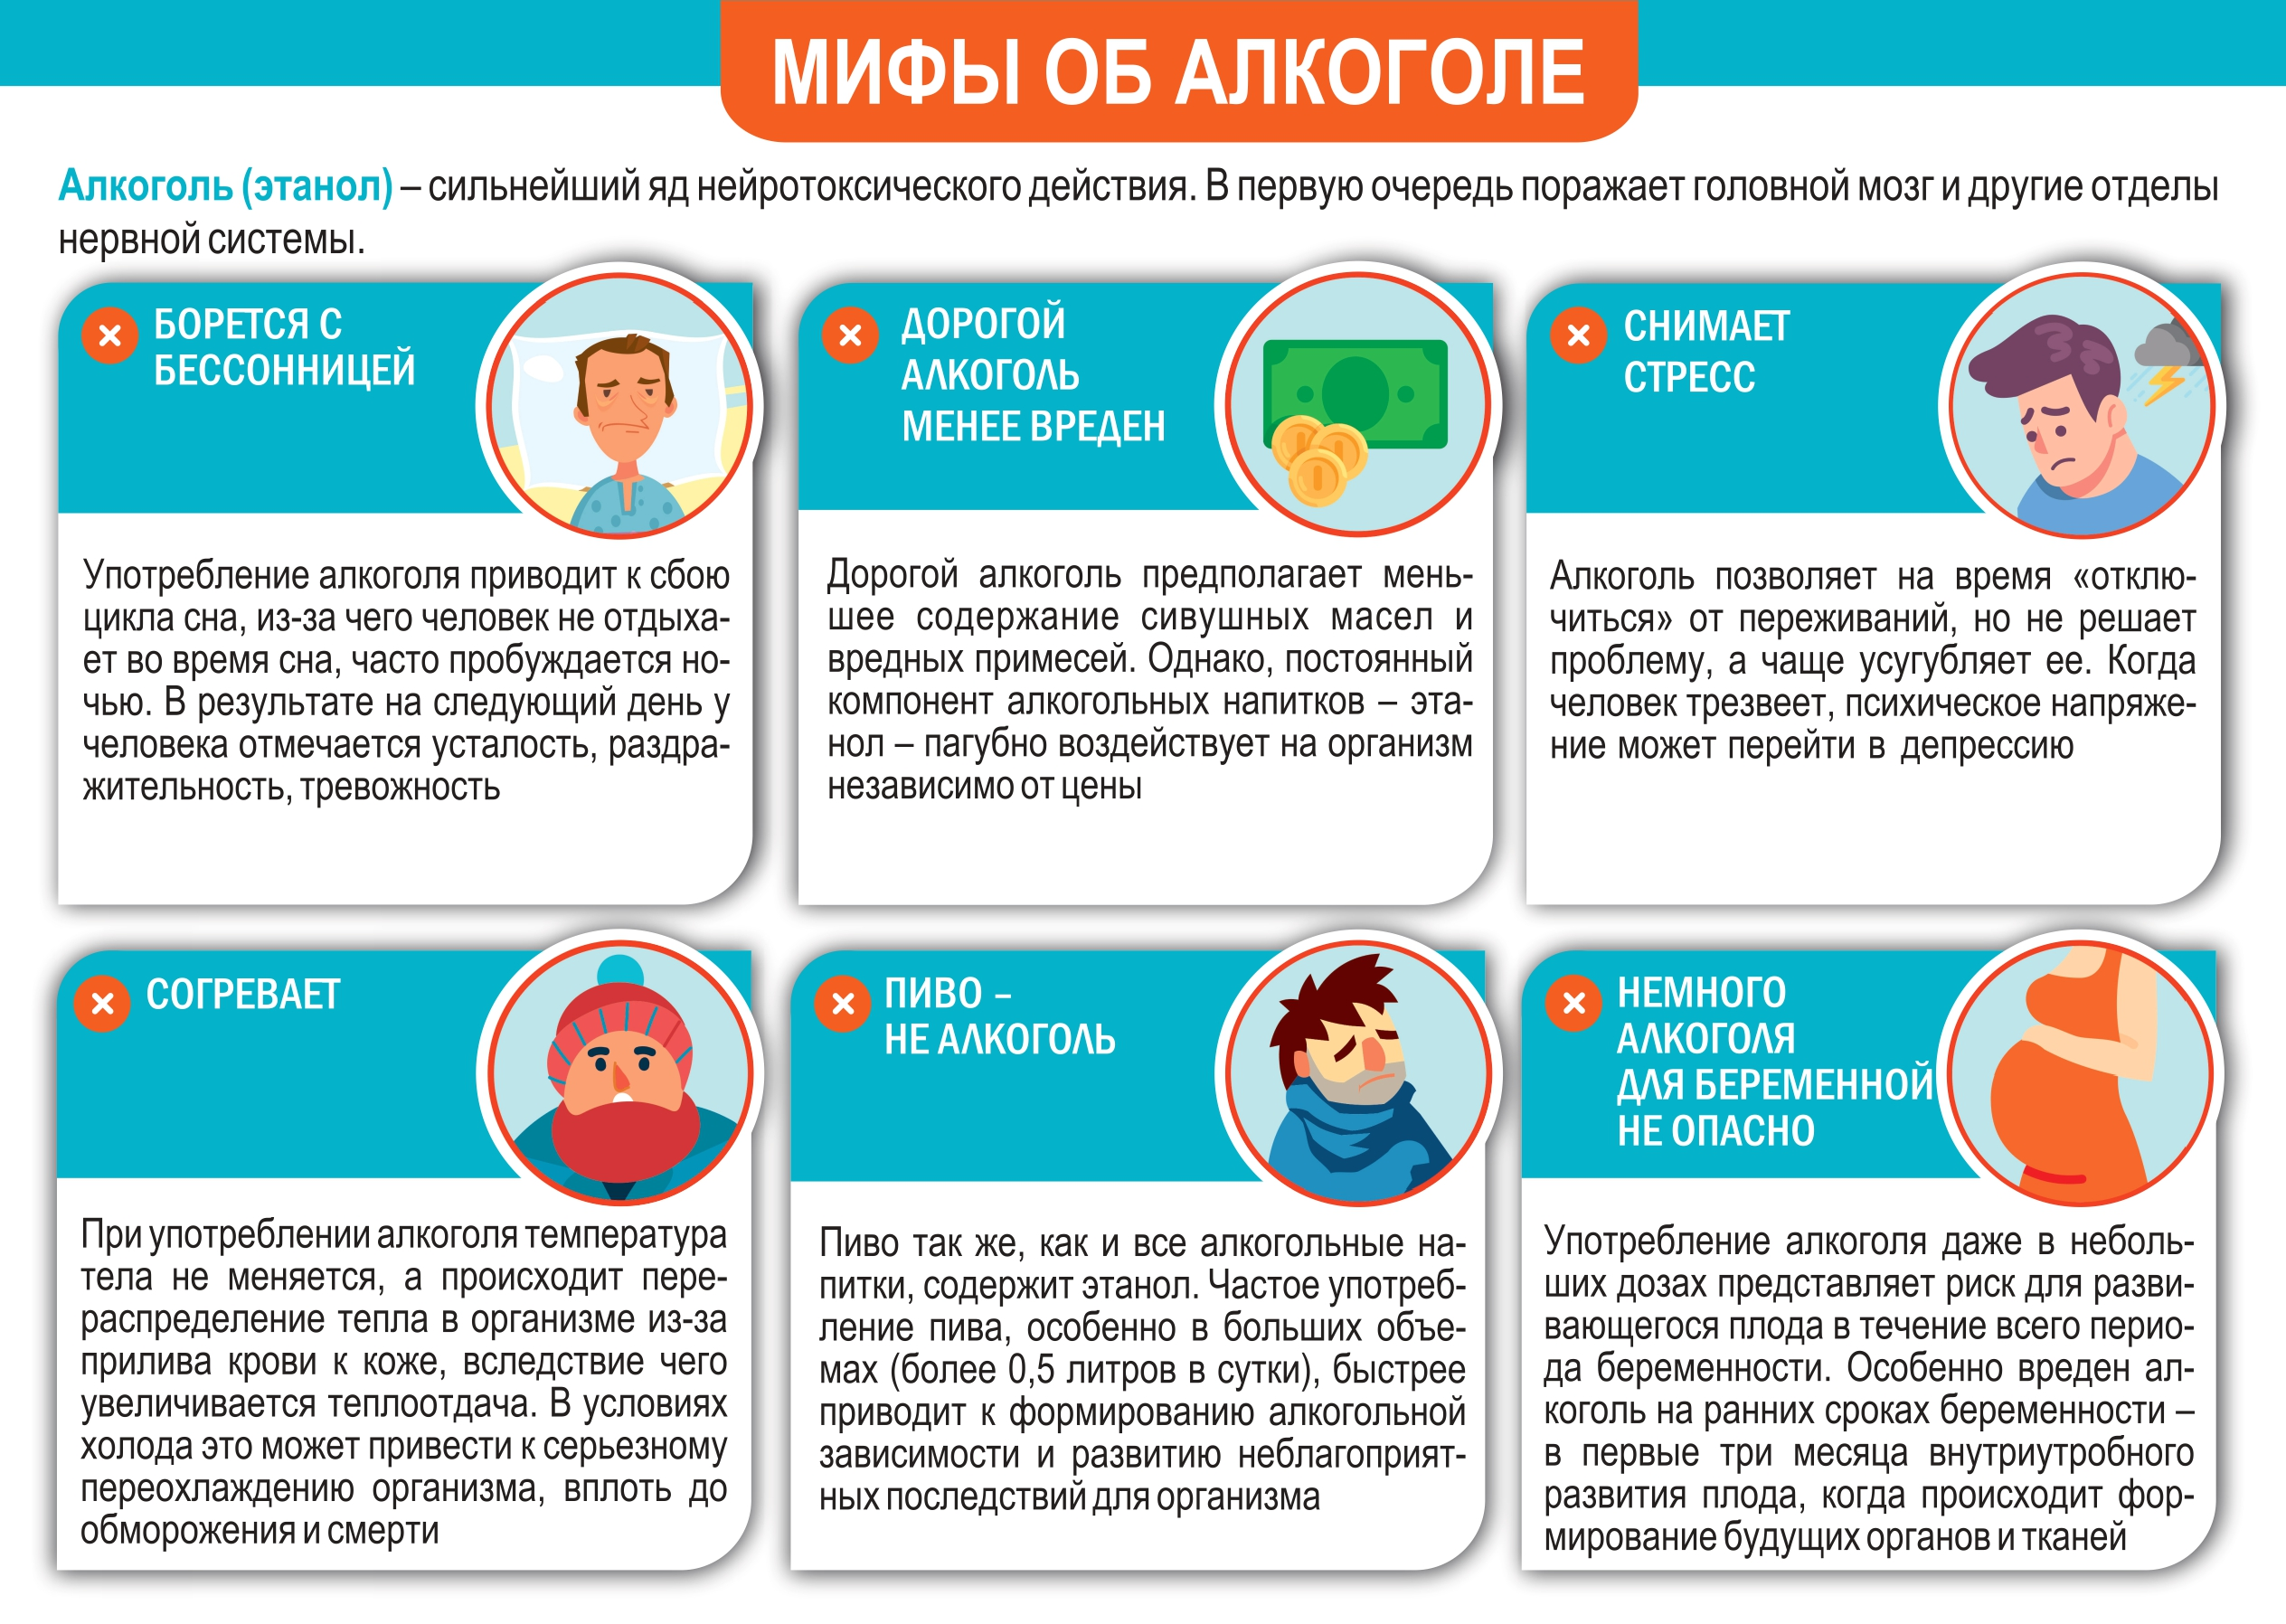 МИФЫ ОБ АЛКОГОЛЕ
Алкоголь (этанол) – сильнейший яд нейротоксического действия. В первую очередь поражает головной мозг и другие отделы
нервной системы.
БОРЕТСЯ С
БЕССОННИЦЕЙ
Употребление алкоголя приводит к сбою
цикла сна, из-за чего человек не отдыха-
ет во время сна, часто пробуждается но-
чью. В результате на следующий день у
человека отмечается усталость, раздра-
жительность, тревожность
ДОРОГОЙ
АЛКОГОЛЬ
МЕНЕЕ ВРЕДЕН
Дорогой алкоголь предполагает мень-
шее содержание сивушных масел и
вредных примесей. Однако, постоянный
компонент алкогольных напитков – эта-
нол – пагубно воздействует на организм
независимо от цены
СНИМАЕТ
СТРЕСС
Алкоголь позволяет на время «отклю-
читься» от переживаний, но не решает
проблему, а чаще усугубляет ее. Когда
человек трезвеет, психическое напряже-
ние может перейти в депрессию
СОГРЕВАЕТ
При употреблении алкоголя температура
тела не меняется, а происходит пере-
распределение тепла в организме из-за
прилива крови к коже, вследствие чего
увеличивается теплоотдача. В условиях
холода это может привести к серьезному
переохлаждению организма, вплоть до
обморожения и смерти
ПИВО –
НЕ АЛКОГОЛЬ
Пиво так же, как и все алкогольные на-
питки, содержит этанол. Частое употреб-
ление пива, особенно в больших объе-
мах (более 0,5 литров в сутки), быстрее
приводит к формированию алкогольной
зависимости и развитию неблагоприят-
ных последствий для организма
НЕМНОГО
АЛКОГОЛЯ
ДЛЯ БЕРЕМЕННОЙ
НЕ ОПАСНО
Употребление алкоголя даже в неболь-
ших дозах представляет риск для разви-
вающегося плода в течение всего перио-
да беременности. Особенно вреден ал-
коголь на ранних сроках беременности –
в первые три месяца внутриутробного
развития плода, когда происходит фор-
мирование будущих органов и тканей